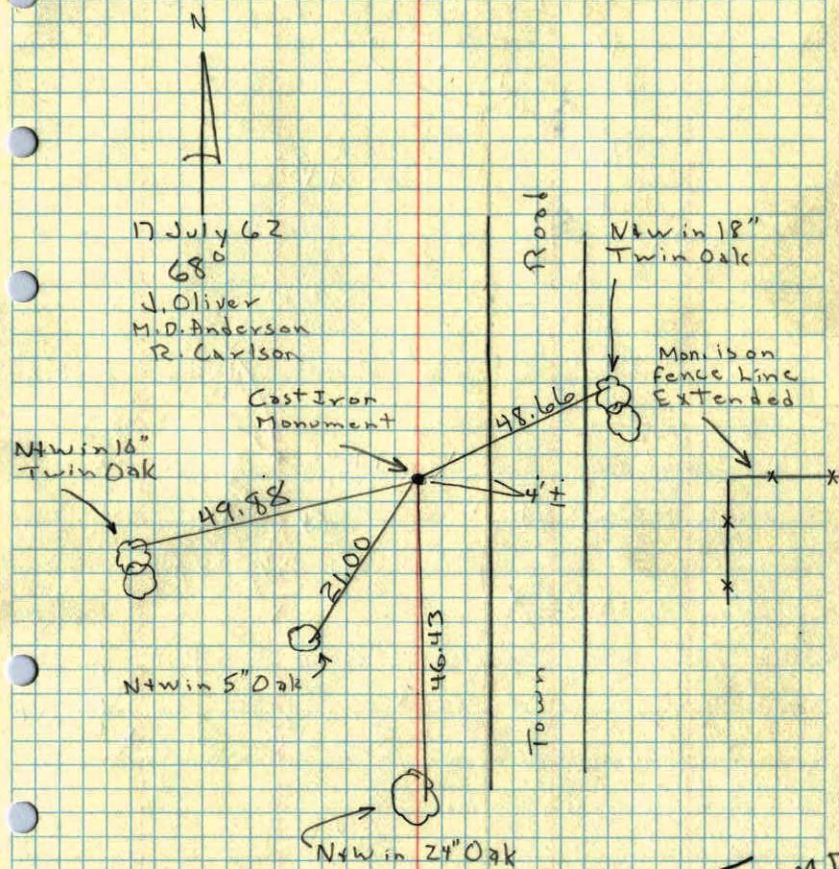 N
17 July 62
68°
J. Oliver
M.D. Anderson
R. Carlson
Road
N+W in 18"
Twin Oak
Mon. is on
fence Line
Extended
Cast Iron
Monument
48.66
N+W in 16"
Twin Oak
49.88
4' ±
21.00
46.43
N+W in 5" Oak
Town
N+W in 24" Oak